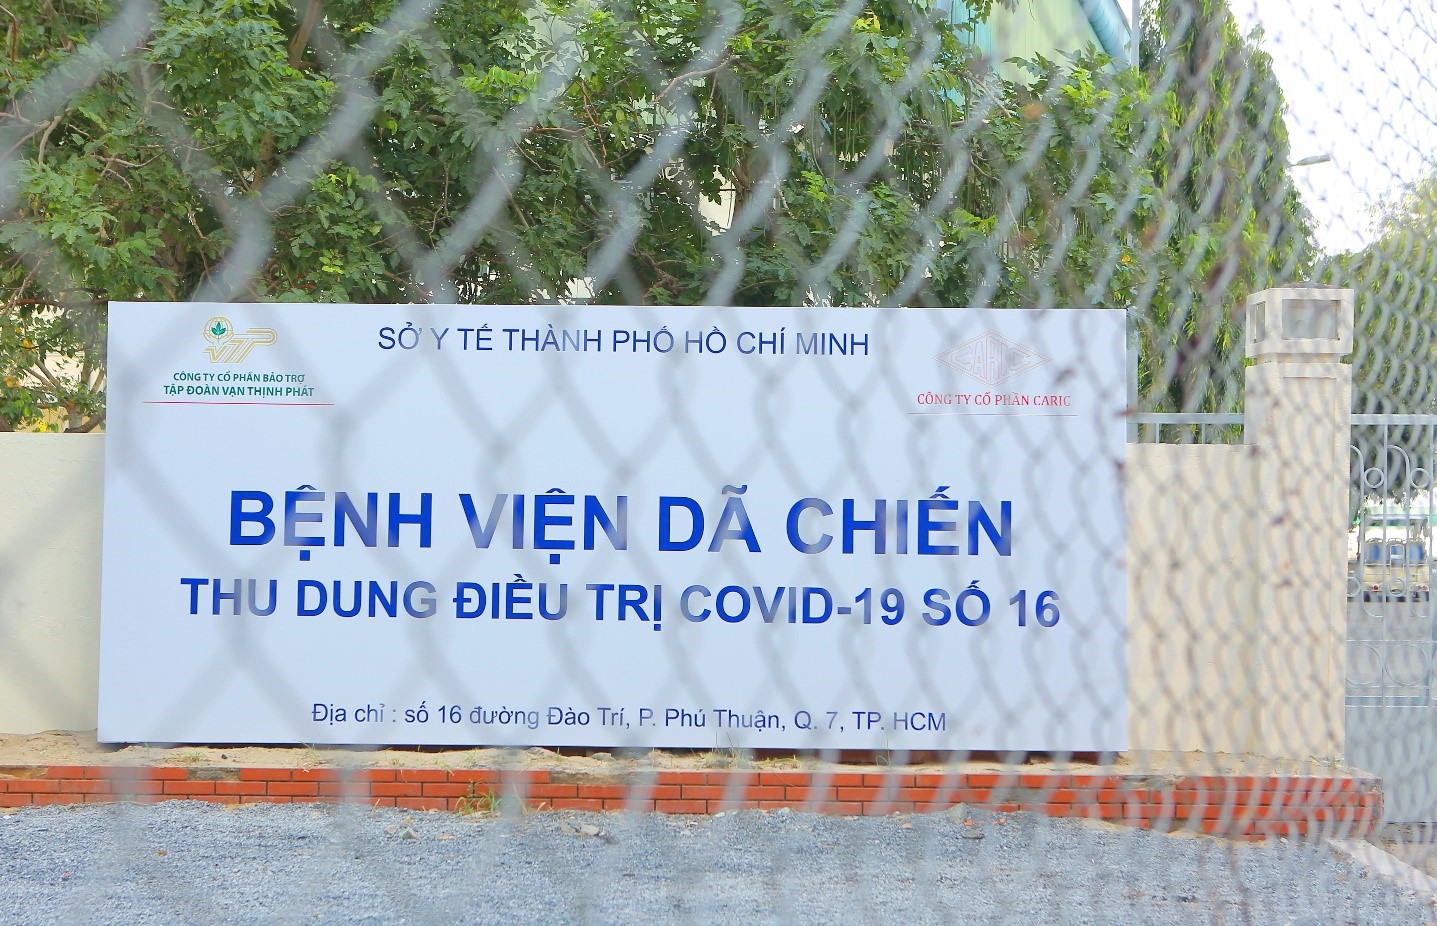 VTP
CÔNG TY CỔ PHẦN BẢO TRỢ
TẬP ĐOÀN VẠN THỊNH PHÁT
SỞ Y TẾ THÀNH PHỐ HỒ CHÍ MINH
CARIC
CÔNG TY CỔ PHẦN CARIC
BỆNH VIỆN DÃ CHIẾN
THU DUNG ĐIỀU TRỊ COVID-19 SỐ 16
Địa chỉ : số 16 đường Đào Trí, P. Phú Thuận, Q. 7, TP. HCM